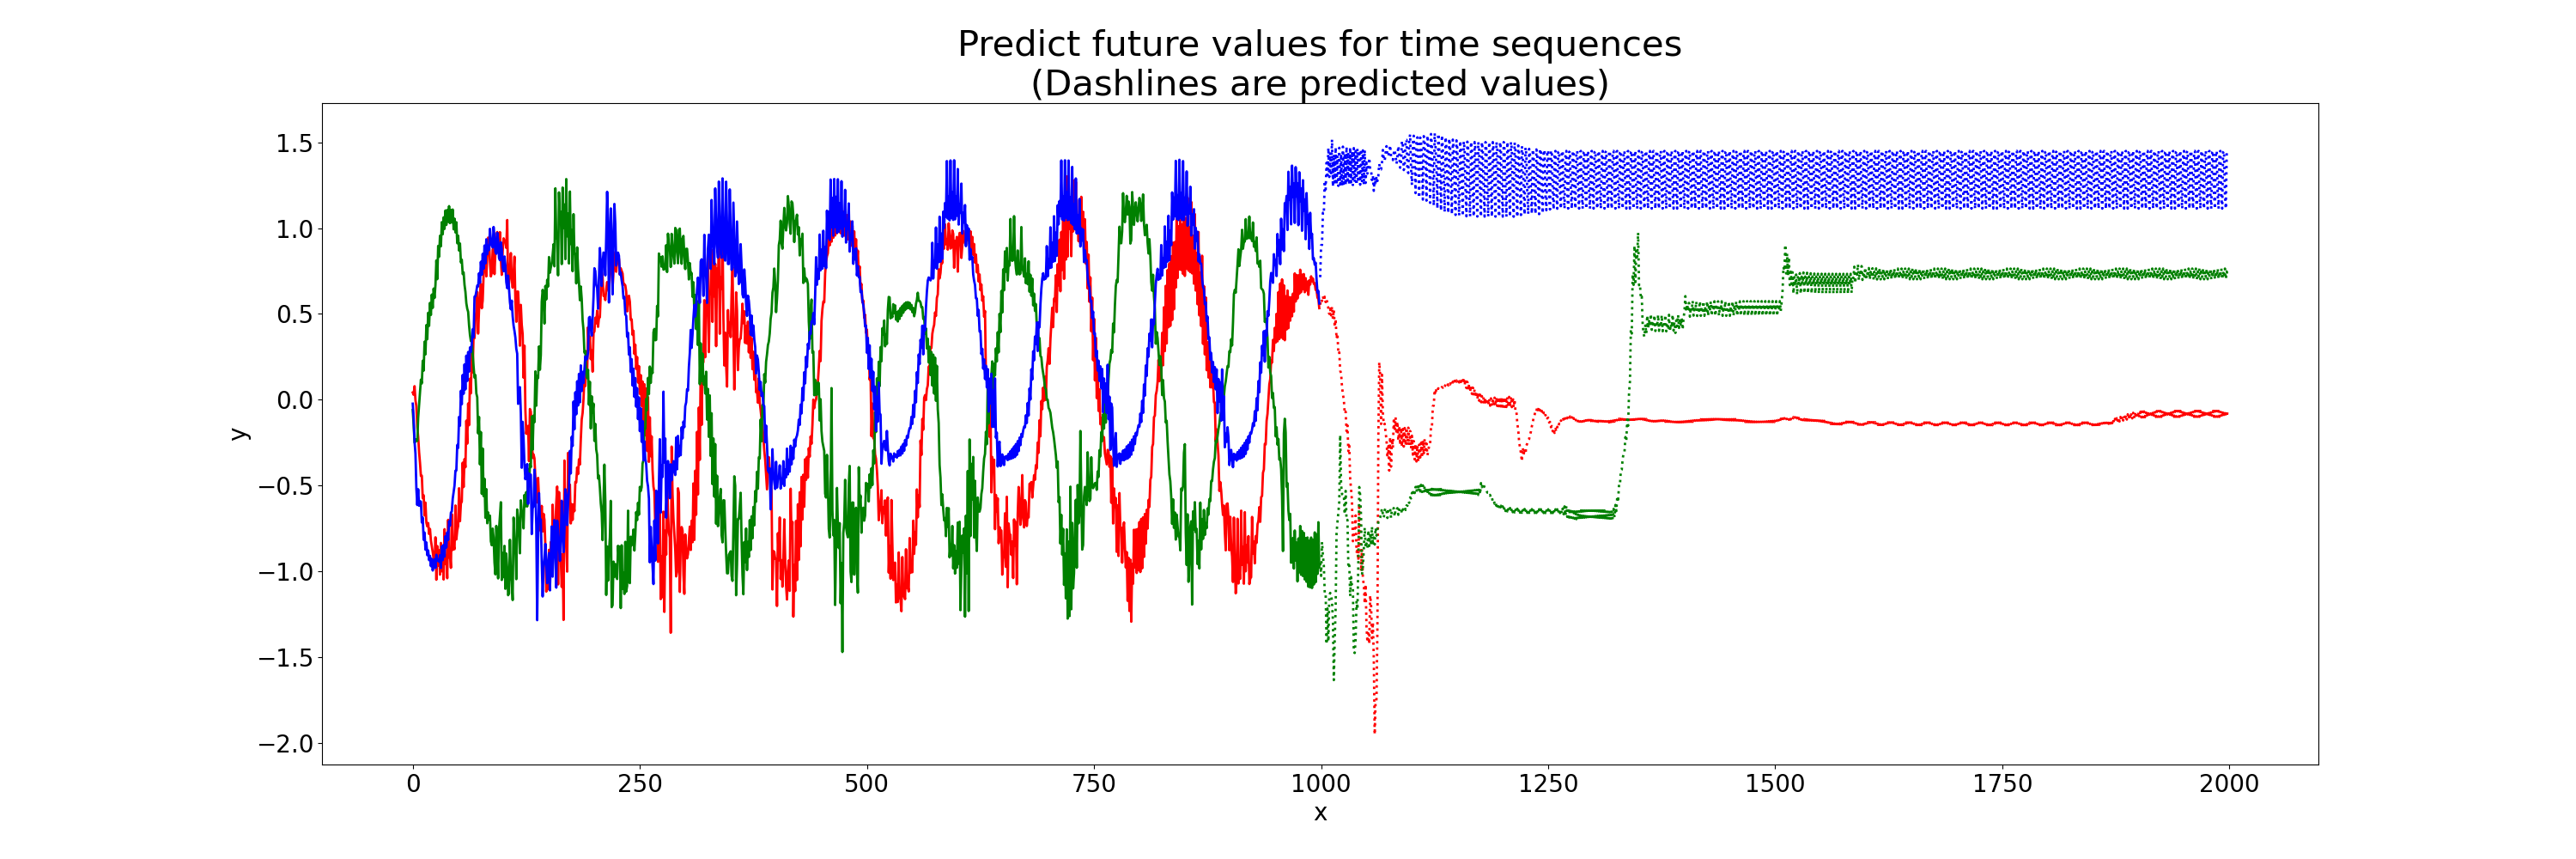 Predict future values for time sequences
(Dashlines are predicted values)
1.5
1.0
0.5
0.0
−0.5
−1.0
−1.5
−2.0
y
0 250 500 750 1000 1250 1500 1750 2000
x